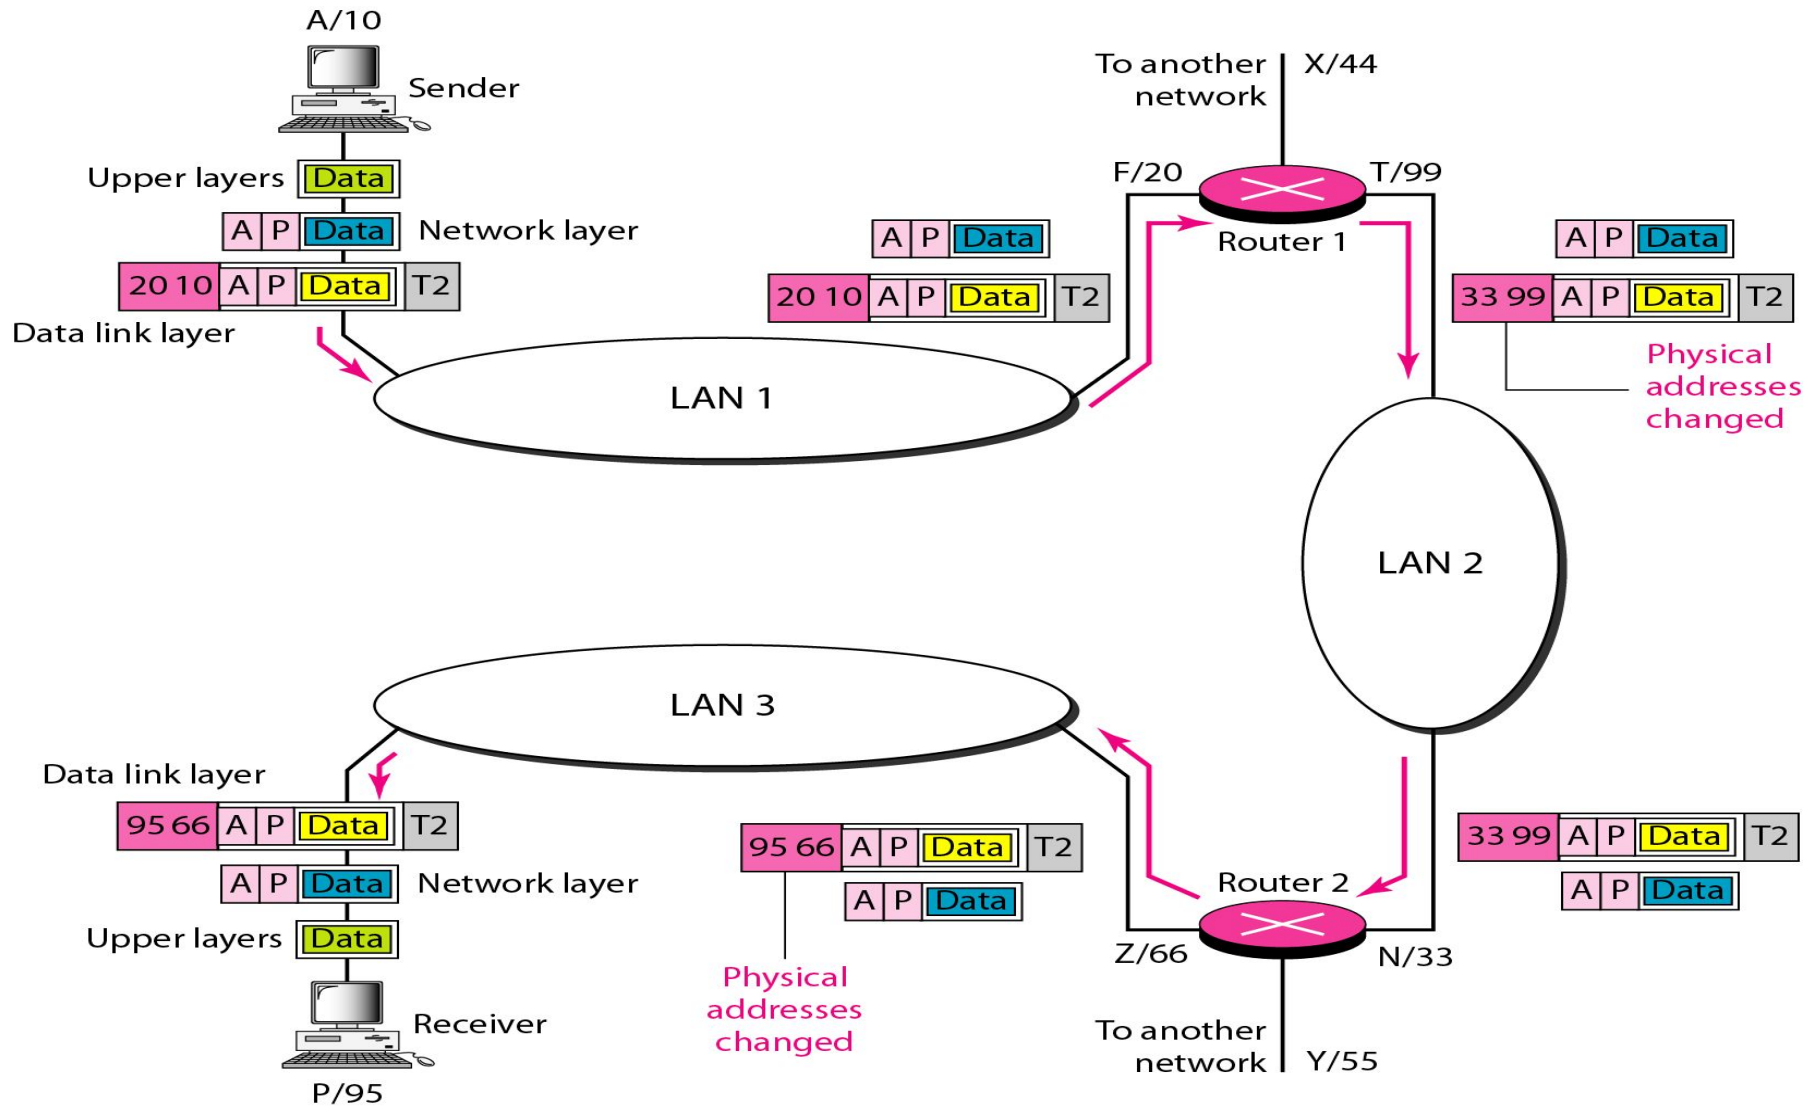 A/10
Sender
Upper layers Data
A P Data Network layer
20 10 A P Data T2
Data link layer
To another
network
X/44
F/20
T/99
Router 1
A P Data
20 10 A P Data T2
A P Data
33 99 A P Data T2
Physical
addresses
changed
LAN 1
LAN 2
LAN 3
Data link layer
95 66 A P Data T2
A P Data Network layer
Upper layers Data
Receiver
P/95
95 66 A P Data T2
A P Data
Physical
addresses
changed
33 99 A P Data T2
A P Data
Router 2
Z/66
N/33
To another
network
Y/55